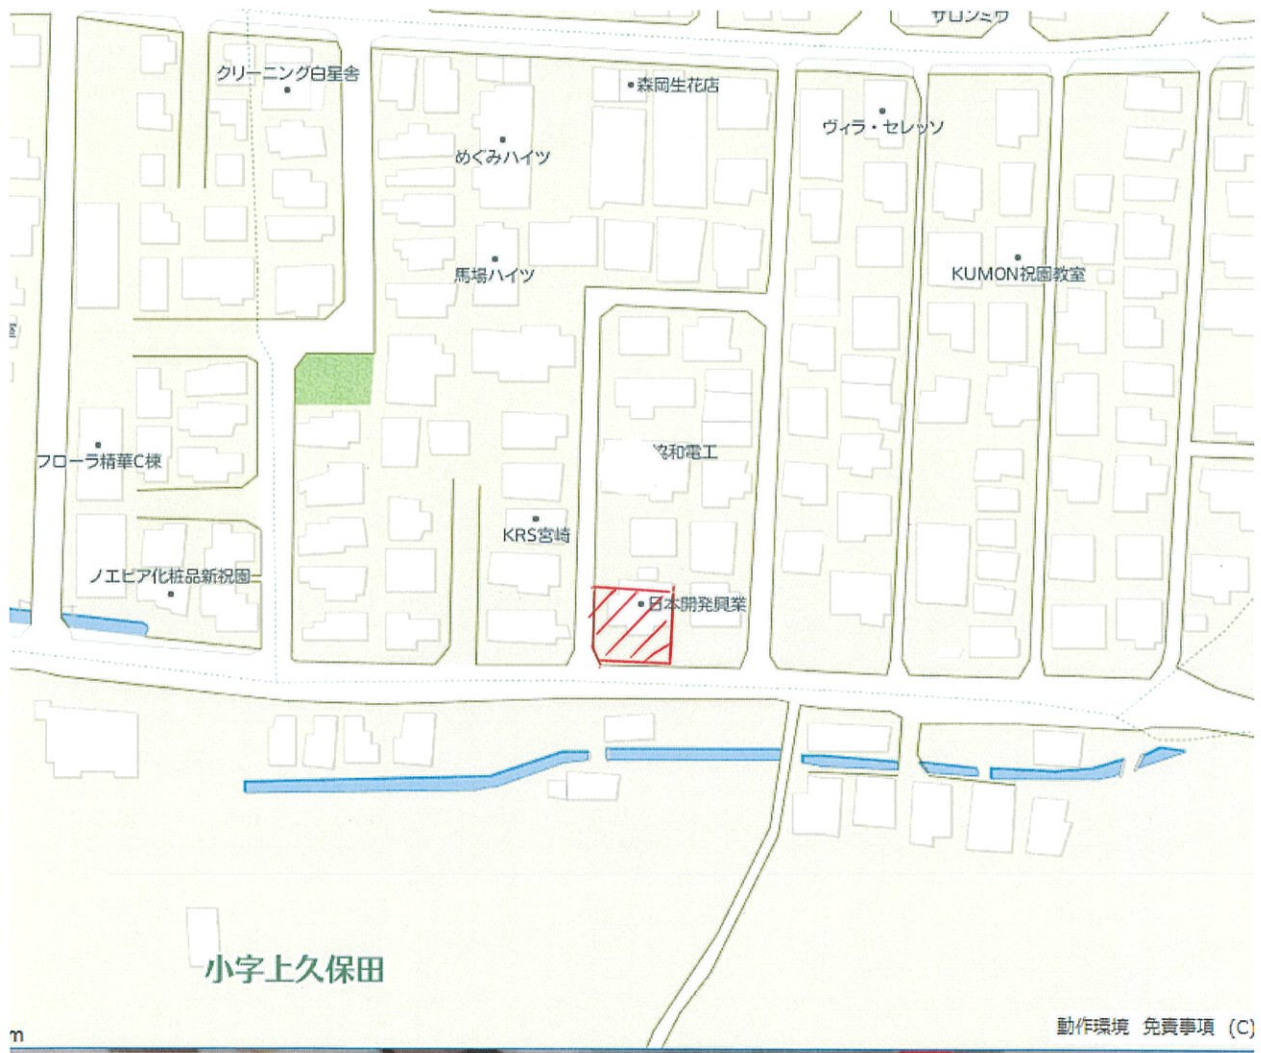 サロンミワ
クリーニング白星舎
森岡生花店
ヴィラ・セレッソ
めぐみハイツ
馬場ハイツ
KUMON祝園教室
室
協和電工
フローラ精華C棟
KRS宮崎
ノエビア化粧品新祝園
日本開発興業
小字上久保田
動作環境 免責事項 (C)
m